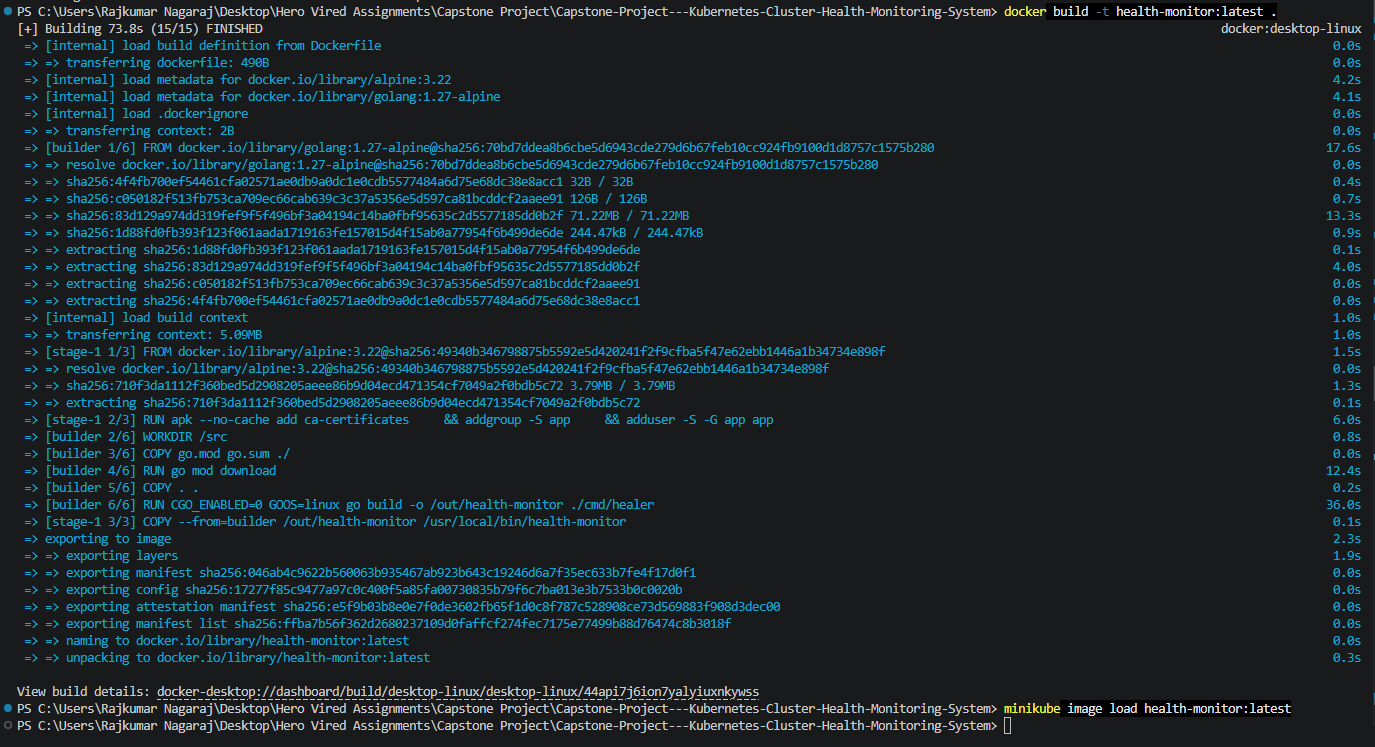 PS C:\Users\Rajkumar Nagaraj\Desktop\Hero Vired Assignments\Capstone Project\Capstone-Project---Kubernetes-Cluster-Health-Monitoring-System> docker build -t health-monitor:latest .
[+] Building 73.8s (15/15) FINISHED docker:desktop-linux
=> [internal] load build definition from Dockerfile 0.0s
=> => transferring dockerfile: 490B 0.0s
=> [internal] load metadata for docker.io/library/alpine:3.22 4.2s
=> [internal] load metadata for docker.io/library/golang:1.27-alpine 4.1s
=> [internal] load .dockerignore 0.0s
=> => transferring context: 2B 0.0s
=> [builder 1/6] FROM docker.io/library/golang:1.27-alpine@sha256:70bd7ddea8b6cbe5d6943cde279d6b67feb10cc924fb9100d1d8757c1575b280 17.6s
=> => resolve docker.io/library/golang:1.27-alpine@sha256:70bd7ddea8b6cbe5d6943cde279d6b67feb10cc924fb9100d1d8757c1575b280 0.0s
=> => sha256:4f4fb700ef54461cfa02571ae0db9a0dc1e0cdb5577484a6d75e68dc38e8acc1 32B / 32B 0.4s
=> => sha256:c050182f513fb753ca709ec66cab639c3c37a5356e5d597ca81bcddcf2aaee91 126B / 126B 0.7s
=> => sha256:83d129a974dd319fef9f5f496bf3a04194c14ba0fbf95635c2d5577185dd0b2f 71.22MB / 71.22MB 13.3s
=> => sha256:1d88fd0fb393f123f061aada1719163fe157015d4f15ab0a77954f6b499de6de 244.47kB / 244.47kB 0.9s
=> => extracting sha256:1d88fd0fb393f123f061aada1719163fe157015d4f15ab0a77954f6b499de6de 0.1s
=> => extracting sha256:83d129a974dd319fef9f5f496bf3a04194c14ba0fbf95635c2d5577185dd0b2f 4.0s
=> => extracting sha256:c050182f513fb753ca709ec66cab639c3c37a5356e5d597ca81bcddcf2aaee91 0.0s
=> => extracting sha256:4f4fb700ef54461cfa02571ae0db9a0dc1e0cdb5577484a6d75e68dc38e8acc1 0.0s
=> [internal] load build context 1.0s
=> => transferring context: 5.09MB 1.0s
=> [stage-1 1/3] FROM docker.io/library/alpine:3.22@sha256:49340b346798875b5592e5d420241f2f9cfba5f47e62ebb1446a1b34734e898f 1.5s
=> => resolve docker.io/library/alpine:3.22@sha256:49340b346798875b5592e5d420241f2f9cfba5f47e62ebb1446a1b34734e898f 0.0s
=> => sha256:710f3da1112f360bed5d2908205aeee86b9d04ecd471354cf7049a2f0bdb5c72 3.79MB / 3.79MB 1.3s
=> => extracting sha256:710f3da1112f360bed5d2908205aeee86b9d04ecd471354cf7049a2f0bdb5c72 0.1s
=> [stage-1 2/3] RUN apk --no-cache add ca-certificates     && addgroup -S app     && adduser -S -G app app 6.0s
=> [builder 2/6] WORKDIR /src 0.8s
=> [builder 3/6] COPY go.mod go.sum ./ 0.0s
=> [builder 4/6] RUN go mod download 12.4s
=> [builder 5/6] COPY . . 0.2s
=> [builder 6/6] RUN CGO_ENABLED=0 GOOS=linux go build -o /out/health-monitor ./cmd/healer 36.0s
=> [stage-1 3/3] COPY --from=builder /out/health-monitor /usr/local/bin/health-monitor 0.1s
=> exporting to image 2.3s
=> => exporting layers 1.9s
=> => exporting manifest sha256:046ab4c9622b560063b935467ab923b643c19246d6a7f35ec633b7fe4f17d0f1 0.0s
=> => exporting config sha256:17277f85c9477a97c0c400f5a85fa00730835b79f6c7ba013e3b7533b0c0020b 0.0s
=> => exporting attestation manifest sha256:e5f9b03b8e0e7f0de3602fb65f1d0c8f787c528908ce73d569883f908d3dec00 0.0s
=> => exporting manifest list sha256:ffba7b56f362d2680237109d0faffcf274fec7175e77499b88d76474c8b3018f 0.0s
=> => naming to docker.io/library/health-monitor:latest 0.0s
=> => unpacking to docker.io/library/health-monitor:latest 0.3s
View build details: docker-desktop://dashboard/build/desktop-linux/desktop-linux/44api7j6ion7yalyiuxnkywss
PS C:\Users\Rajkumar Nagaraj\Desktop\Hero Vired Assignments\Capstone Project\Capstone-Project---Kubernetes-Cluster-Health-Monitoring-System> minikube image load health-monitor:latest
PS C:\Users\Rajkumar Nagaraj\Desktop\Hero Vired Assignments\Capstone Project\Capstone-Project---Kubernetes-Cluster-Health-Monitoring-System>